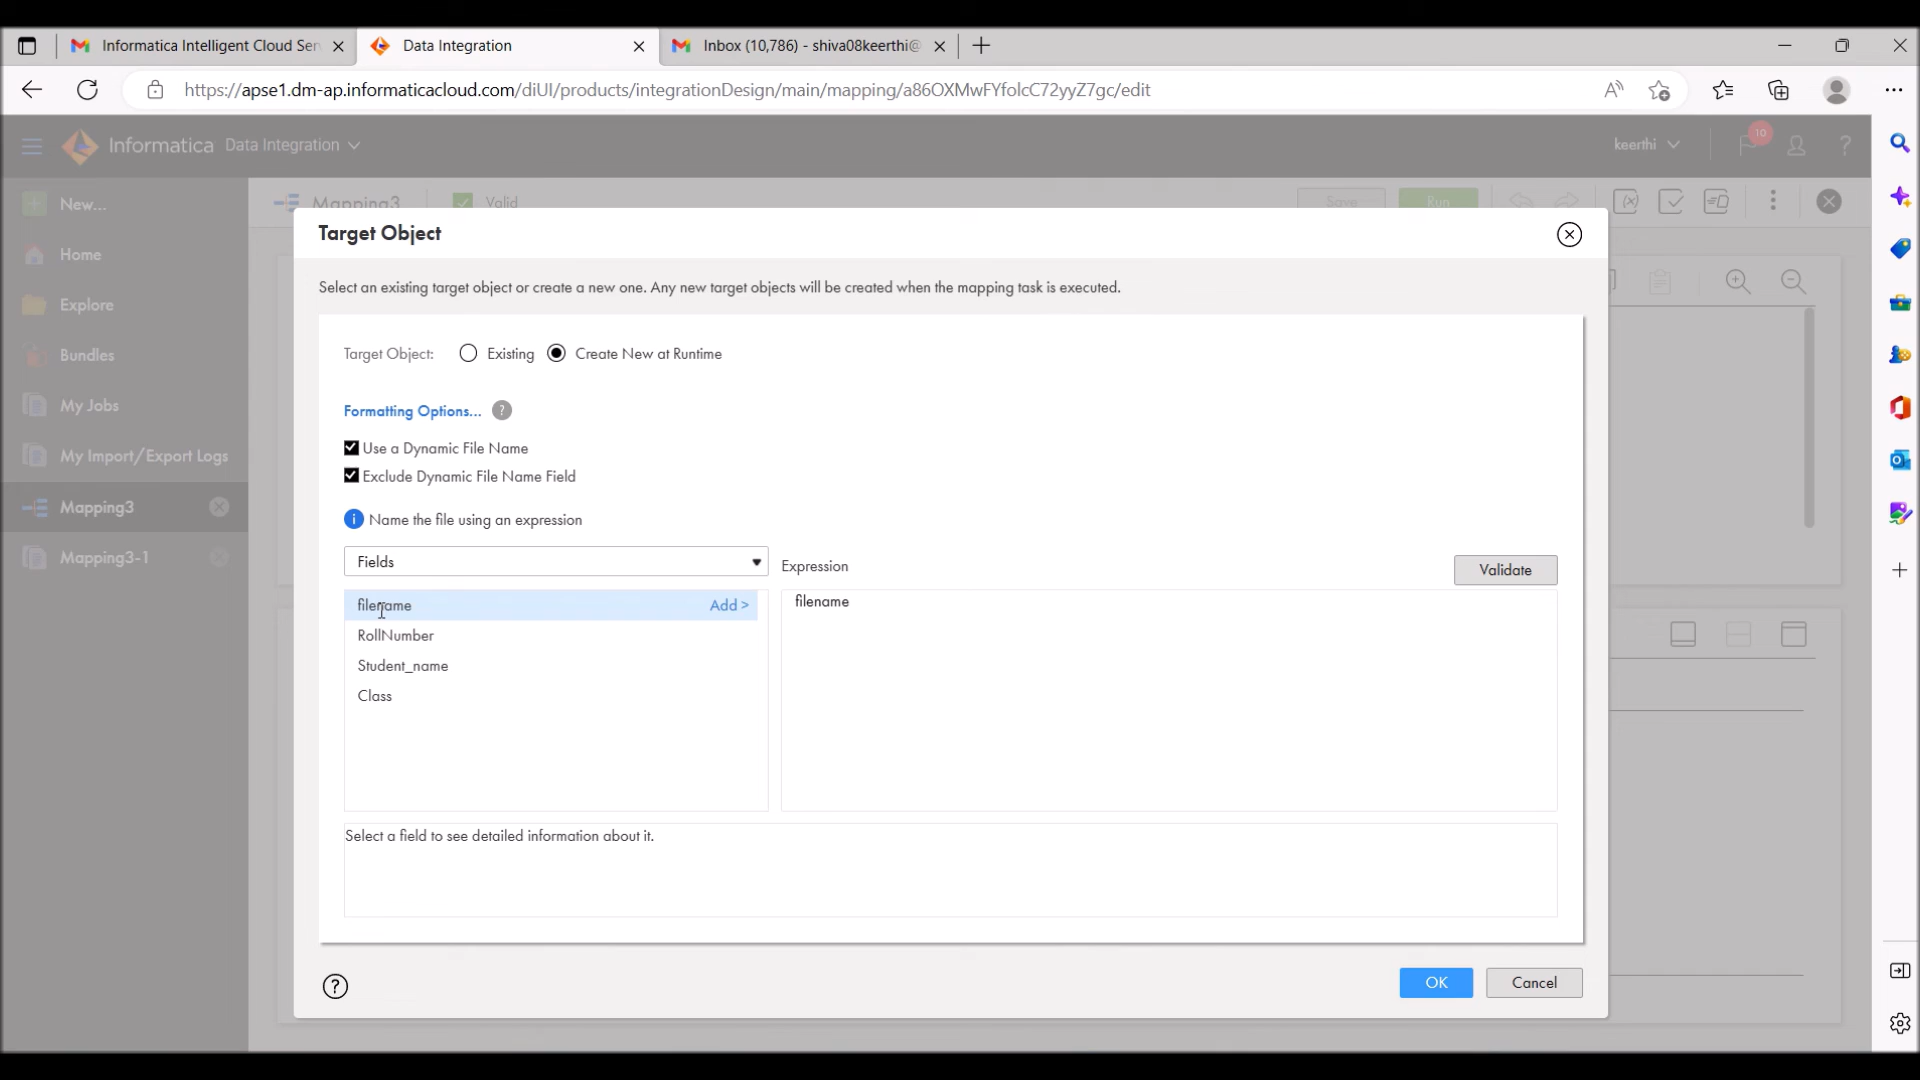 Informatica Intelligent Cloud Ser
Data Integration
Inbox (10,786) - shiva08keerthi@
https://apse1.dm-ap.informaticacloud.com/diUI/products/integrationDesign/main/mapping/a86OXMwFYfolcC72yyZ7gc/edit
Informatica Data Integration
keerthi
10
?
New...
Mapping3
Valid
Save
Run
Home
Explore
Bundles
My Jobs
My Import/Export Logs
Mapping3
Mapping3-1
Target Object
Select an existing target object or create a new one. Any new target objects will be created when the mapping task is executed.
Target Object: Existing Create New at Runtime
Formatting Options... ?
Use a Dynamic File Name
Exclude Dynamic File Name Field
i Name the file using an expression
Fields
Expression
Validate
filename Add >
filename
RollNumber
Student_name
Class
Select a field to see detailed information about it.
?
OK
Cancel